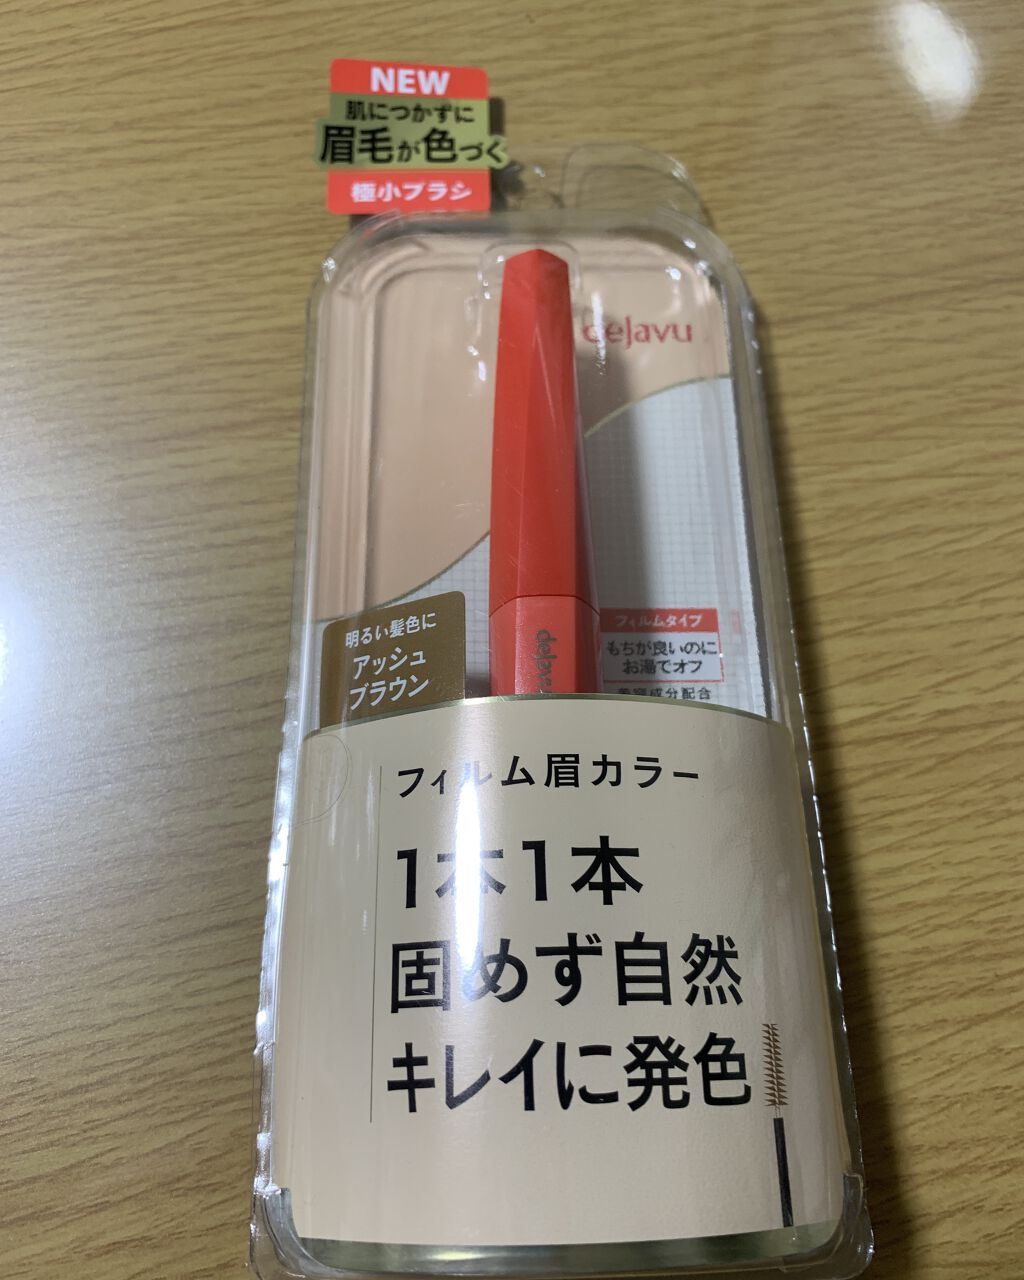 NEW
肌につかずに
眉毛が色づく
極小ブラシ
dejavu
明るい髪色に
アッシュ
ブラウン
dejavu
フィルムタイプ
もちが良いのに
お湯でオフ
美容成分配合
フィルム眉カラー
1本1本
固めず自然
キレイに発色